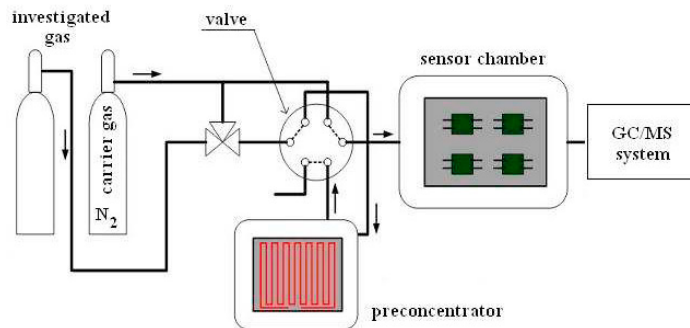 investigated
gas
valve
carrier gas
N2
sensor chamber
GC/MS
system
preconcentrator